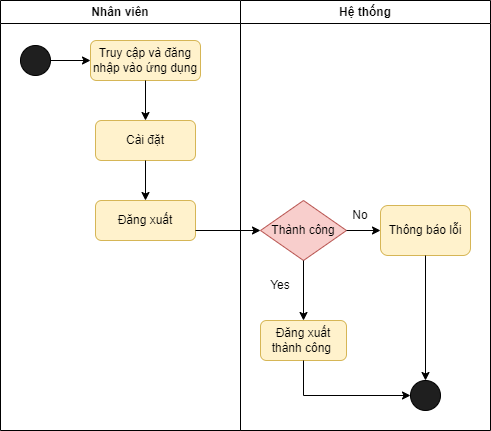 Nhân viên
Hệ thống
Truy cập và đăng
nhập vào ứng dụng
Cải đặt
Đăng xuất
Thành công
No
Thông báo lỗi
Yes
Đăng xuất
thành công